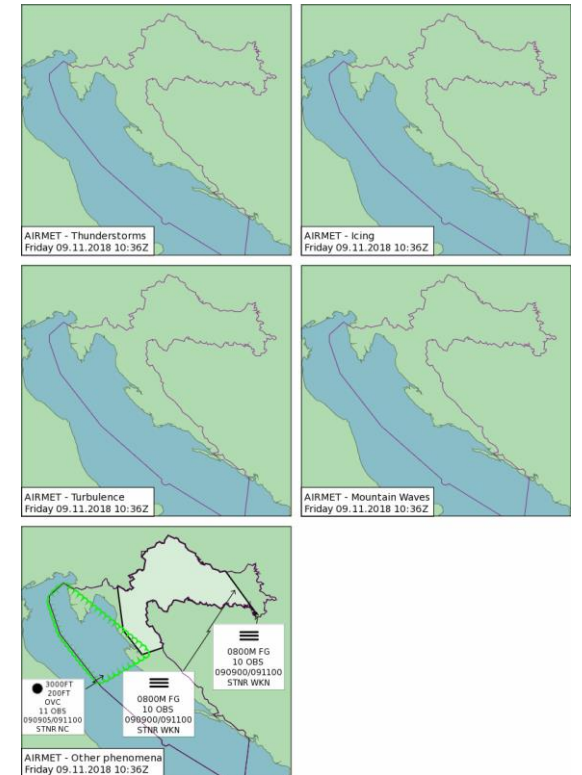 AIRMET - Thunderstorms
Friday 09.11.2018 10:36Z
AIRMET - Icing
Friday 09.11.2018 10:36Z
AIRMET - Turbulence
Friday 09.11.2018 10:36Z
AIRMET - Mountain Waves
Friday 09.11.2018 10:36Z
0800M FG
10 OBS
090900/091100
STNR WKN
3000FT
200FT
OVC
11 OBS
090905/091100
STNR NC
0800M FG
10 OBS
090900/091100
STNR WKN
AIRMET - Other phenomena
Friday 09.11.2018 10:36Z